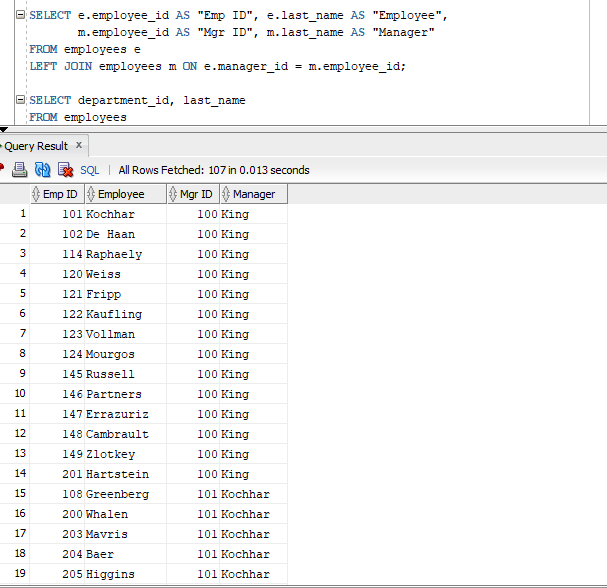 SELECT e.employee_id AS "Emp ID", e.last_name AS "Employee",
m.employee_id AS "Mgr ID", m.last_name AS "Manager"
FROM employees e
LEFT JOIN employees m ON e.manager_id = m.employee_id;
SELECT department_id, last_name
FROM employees
Query Result x
SQL | All Rows Fetched: 107 in 0.013 seconds
Emp ID Employee Mgr ID Manager
1 101 Kochhar 100 King
2 102 De Haan 100 King
3 114 Raphaely 100 King
4 120 Weiss 100 King
5 121 Fripp 100 King
6 122 Kaufling 100 King
7 123 Vollman 100 King
8 124 Mourgos 100 King
9 145 Russell 100 King
10 146 Partners 100 King
11 147 Errazuriz 100 King
12 148 Cambrault 100 King
13 149 Zlotkey 100 King
14 201 Hartstein 100 King
15 108 Greenberg 101 Kochhar
16 200 Whalen 101 Kochhar
17 203 Mavris 101 Kochhar
18 204 Baer 101 Kochhar
19 205 Higgins 101 Kochhar